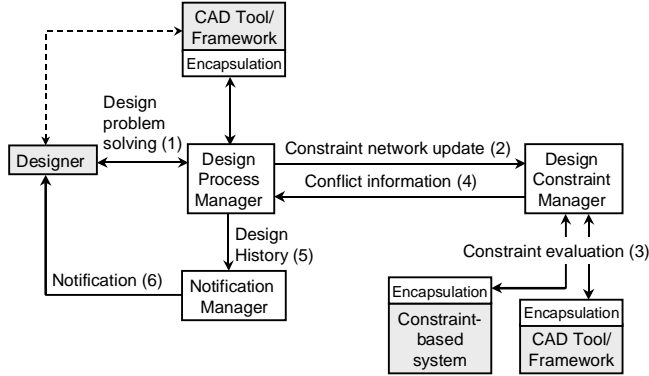 CAD Tool/
Framework
Encapsulation
Design
problem
solving (1)
Designer
Design
Process
Manager
Constraint network update (2)
Conflict information (4)
Design
Constraint
Manager
Design
History (5)
Constraint evaluation (3)
Notification (6)
Notification
Manager
Encapsulation
Constraint-
based
system
Encapsulation
CAD Tool/
Framework